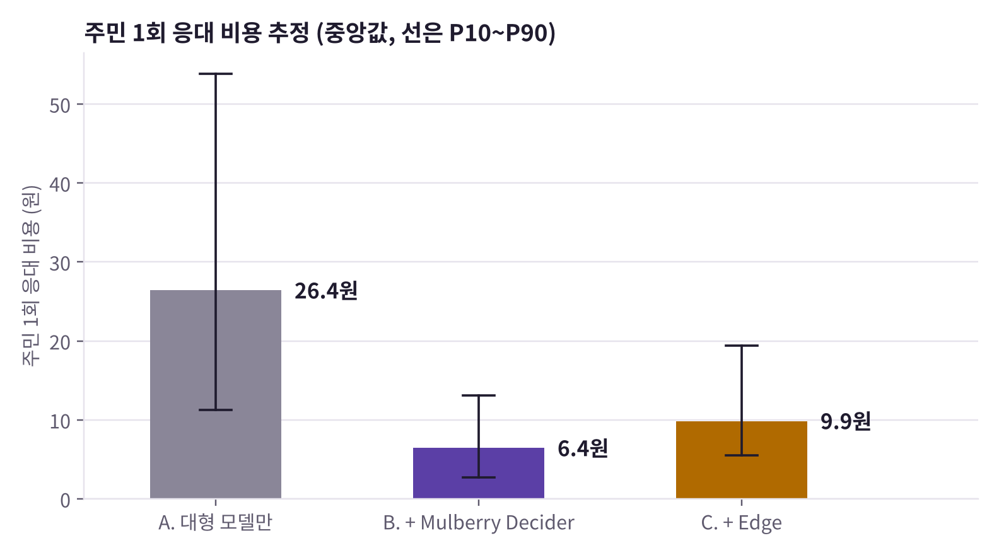 주민 1회 응대 비용 추정 (중앙값, 선은 P10~P90)
주민 1회 응대 비용 (원)
50
40
30
20
10
0
26.4원
6.4원
9.9원
A. 대형 모델만
B. + Mulberry Decider
C. + Edge